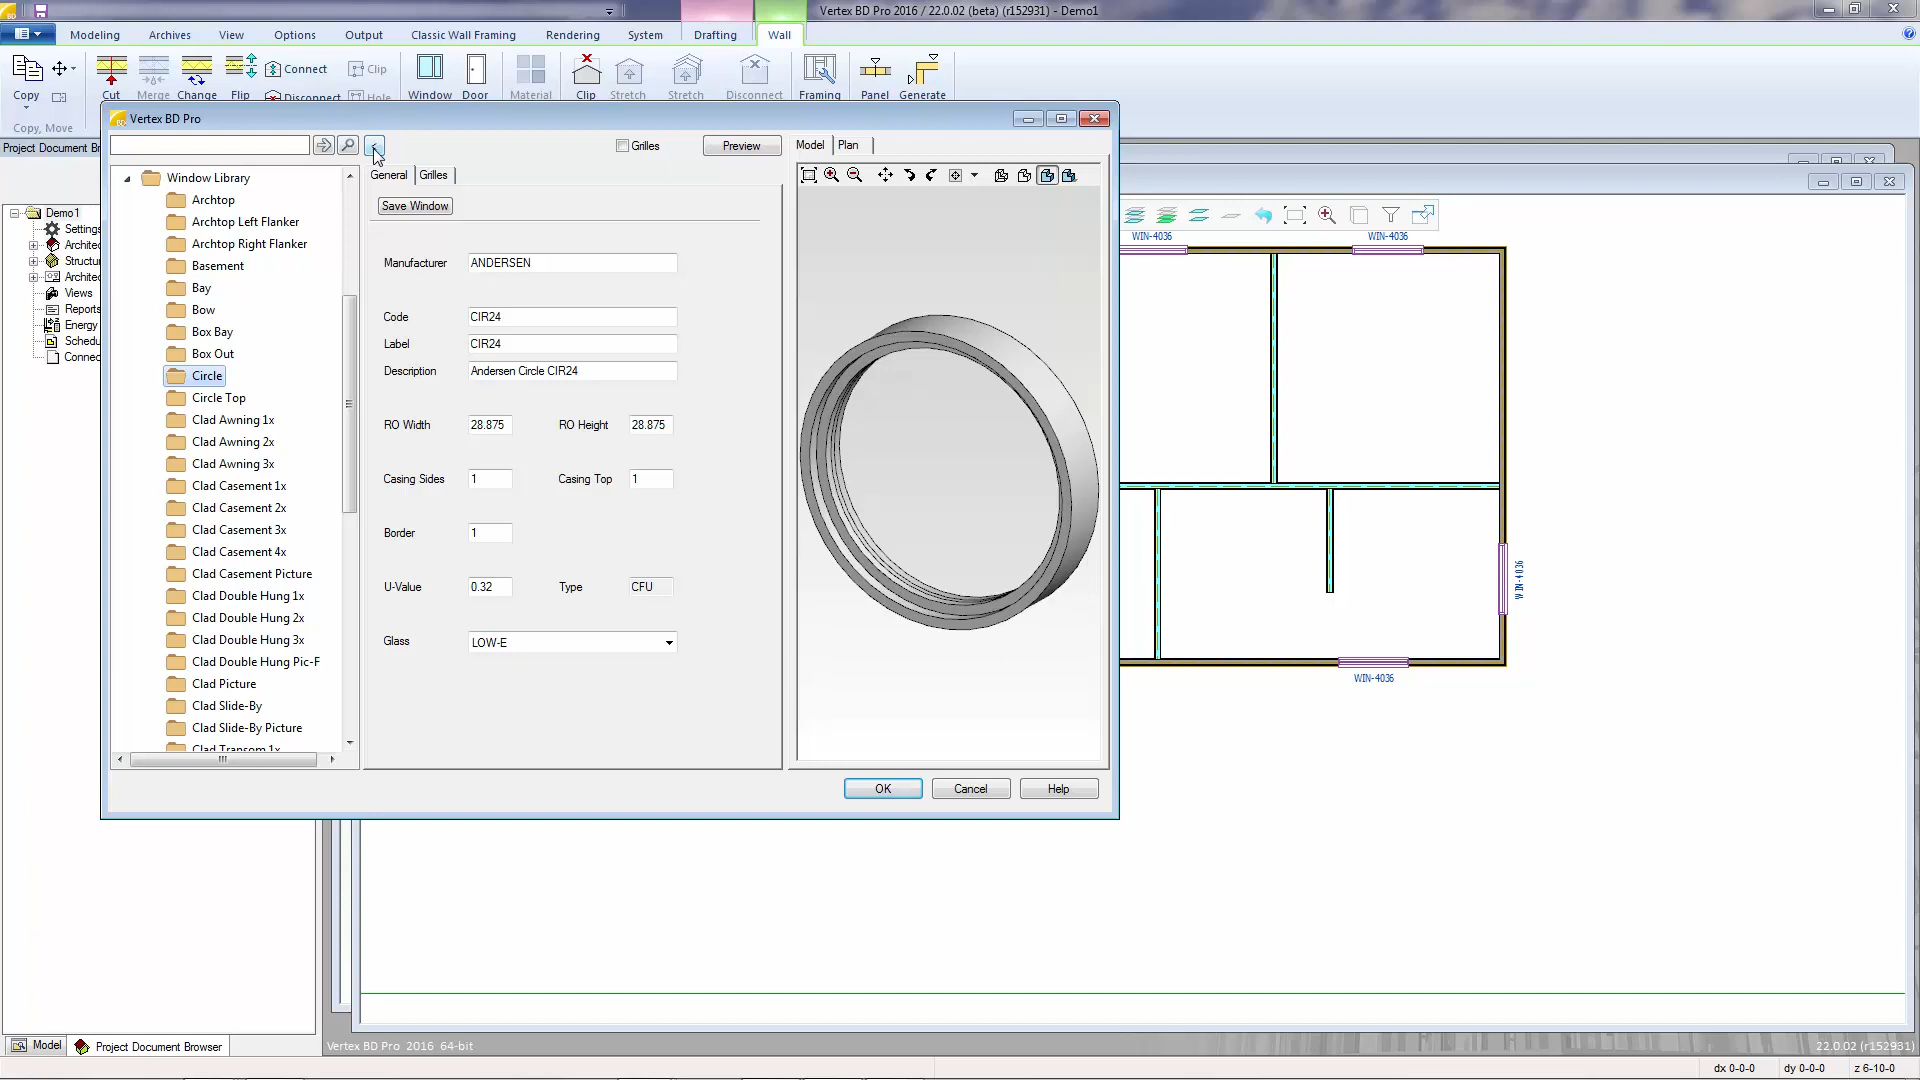 Vertex BD Pro 2016 / 22.0.02 (beta) (r152931) - Demo1
Modeling
Archives
View
Options
Output
Classic Wall Framing
Rendering
System
Drafting
Wall
Copy
Cut
Merge
Change
Flip
Connect
Disconnect
Clip
Hole
Window
Door
Material
Clip
Stretch
Stretch
Disconnect
Framing
Panel
Generate
Copy, Move
Project Document Br
Vertex BD Pro
Grilles
Preview
Model
Plan
General
Grilles
Save Window
Window Library
Archtop
Archtop Left Flanker
Archtop Right Flanker
Basement
Bay
Bow
Box Bay
Box Out
Circle
Circle Top
Clad Awning 1x
Clad Awning 2x
Clad Awning 3x
Clad Casement 1x
Clad Casement 2x
Clad Casement 3x
Clad Casement 4x
Clad Casement Picture
Clad Double Hung 1x
Clad Double Hung 2x
Clad Double Hung 3x
Clad Double Hung Pic-F
Clad Picture
Clad Slide-By
Clad Slide-By Picture
Clad Transom 1x
Demo1
Settings
Architec
Structu
Architec
Views
Reports
Energy
Schedu
Connec
Manufacturer ANDERSEN
Code CIR24
Label CIR24
Description Andersen Circle CIR24
RO Width 28.875 RO Height 28.875
Casing Sides 1 Casing Top 1
Border 1
U-Value 0.32 Type CFU
Glass LOW-E
OK
Cancel
Help
WIN-4036
WIN-4036
WIN-4036
WIN-4036
Model
Project Document Browser
Vertex BD Pro 2016 64-bit
22.0.02 (r152931)
dx 0-0-0
dy 0-0-0
z 6-10-0